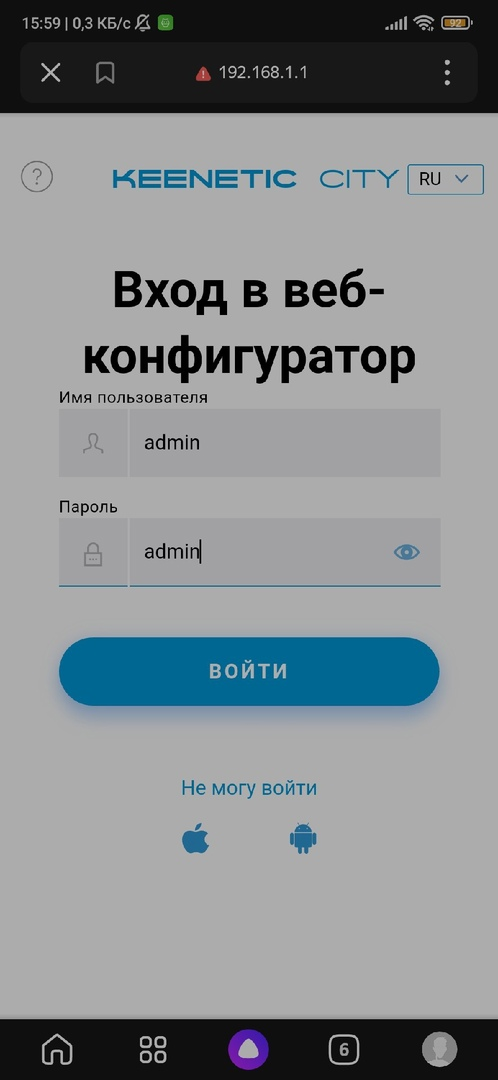 15:59 | 0,3 КБ/с 92
192.168.1.1
KEENETIC CITY RU
Вход в веб-
конфигуратор
Имя пользователя
admin
Пароль
admin
ВОЙТИ
Не могу войти
6